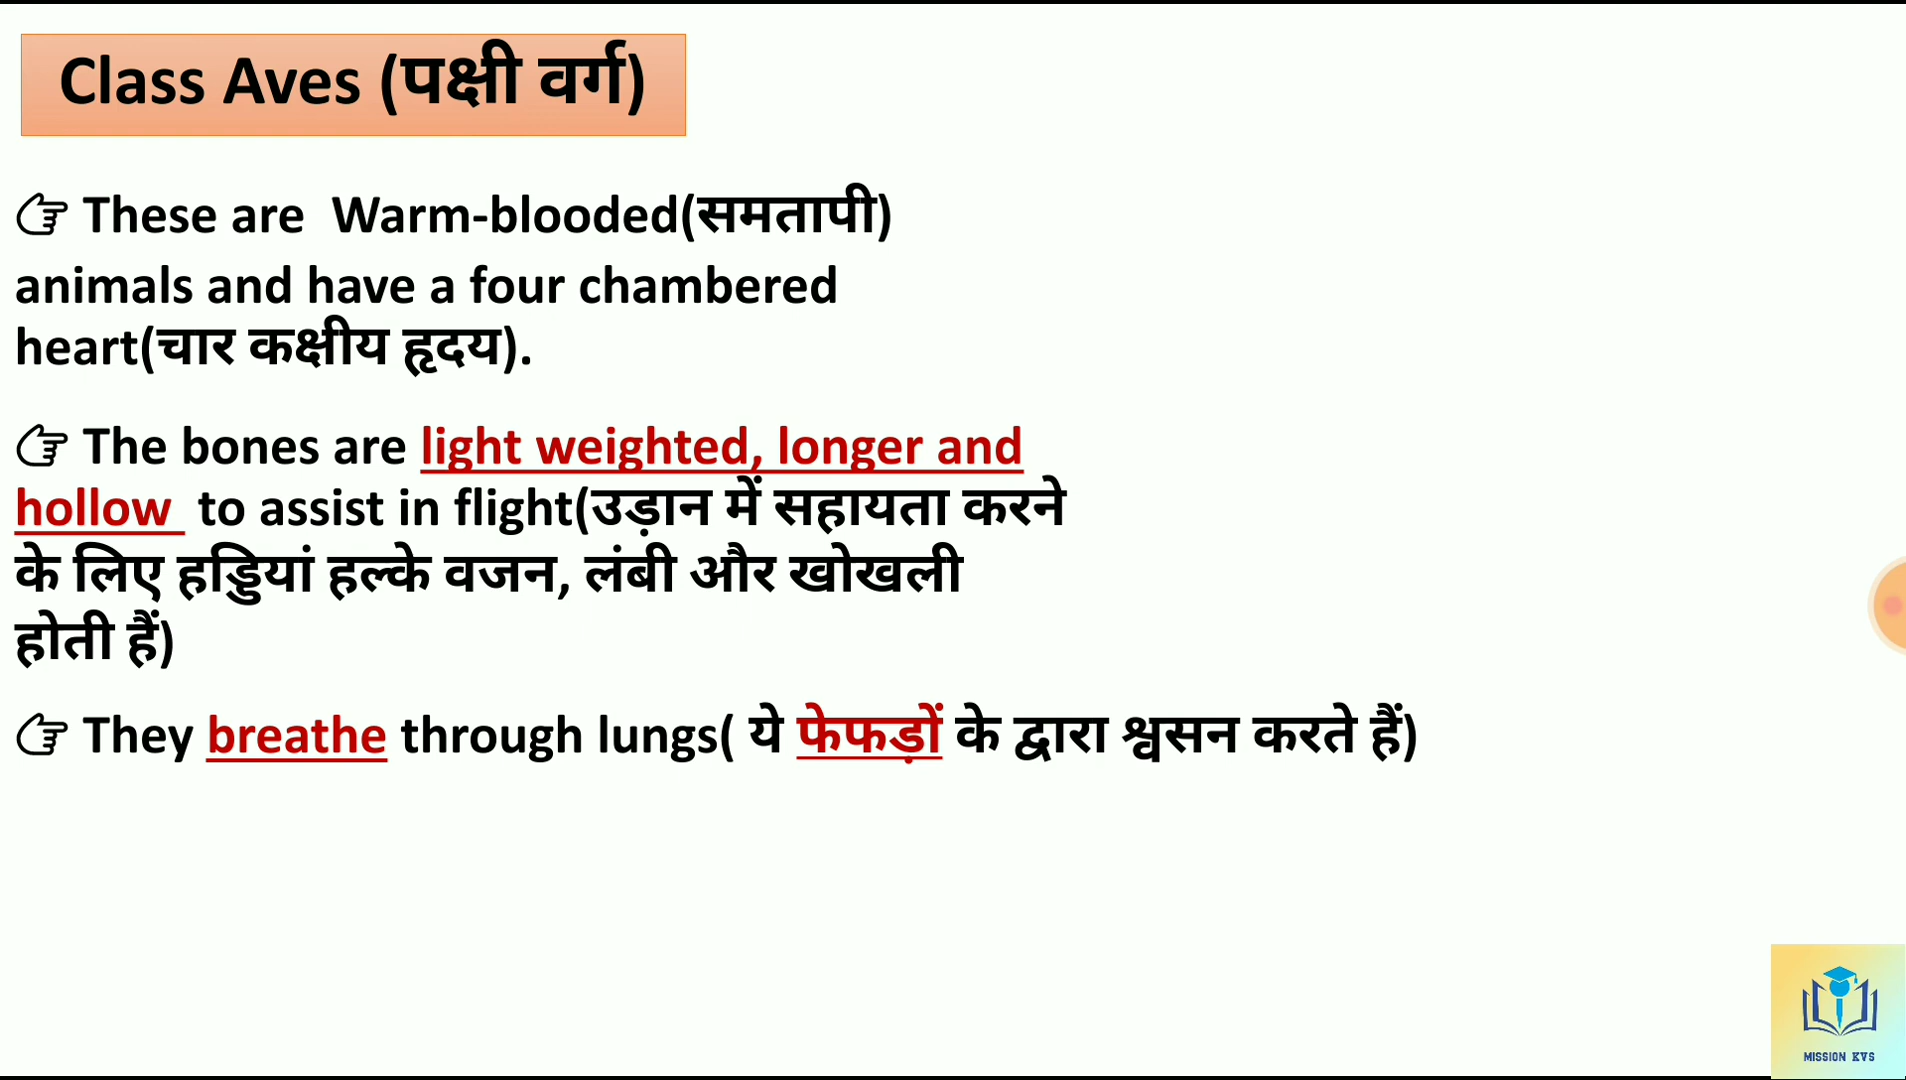 Class Aves (पक्षी वर्ग)
👉 These are Warm-blooded(समतापी)
animals and have a four chambered
heart(चार कक्षीय हृदय).
👉 The bones are light weighted, longer and
hollow to assist in flight(उड़ान में सहायता करने
के लिए हड्डियां हल्के वजन, लंबी और खोखली
होती हैं)
👉 They breathe through lungs( ये फेफड़ों के द्वारा श्वसन करते हैं)
MISSION KVS